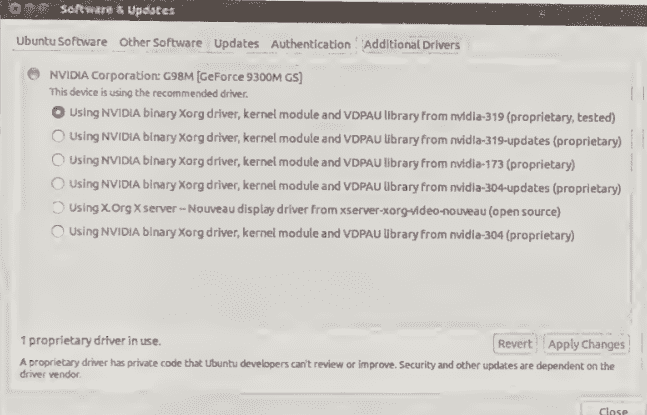 Software & Updates
Ubuntu Software Other Software Updates Authentication Additional Drivers
NVIDIA Corporation: G98M [GeForce 9300M GS]
This device is using the recommended driver.
Using NVIDIA binary Xorg driver, kernel module and VDPAU library from nvidia-319 (proprietary, tested)
Using NVIDIA binary Xorg driver, kernel module and VDPAU library from nvidia-319-updates (proprietary)
Using NVIDIA binary Xorg driver, kernel module and VDPAU library from nvidia-173 (proprietary)
Using NVIDIA binary Xorg driver, kernel module and VDPAU library from nvidia-304-updates (proprietary)
Using X.Org X server – Nouveau display driver from xserver-xorg-video-nouveau (open source)
Using NVIDIA binary Xorg driver, kernel module and VDPAU library from nvidia-304 (proprietary)
1 proprietary driver in use.
Revert Apply Changes
A proprietary driver has private code that Ubuntu developers can't review or improve. Security and other updates are dependent on the
driver vendor.
Close